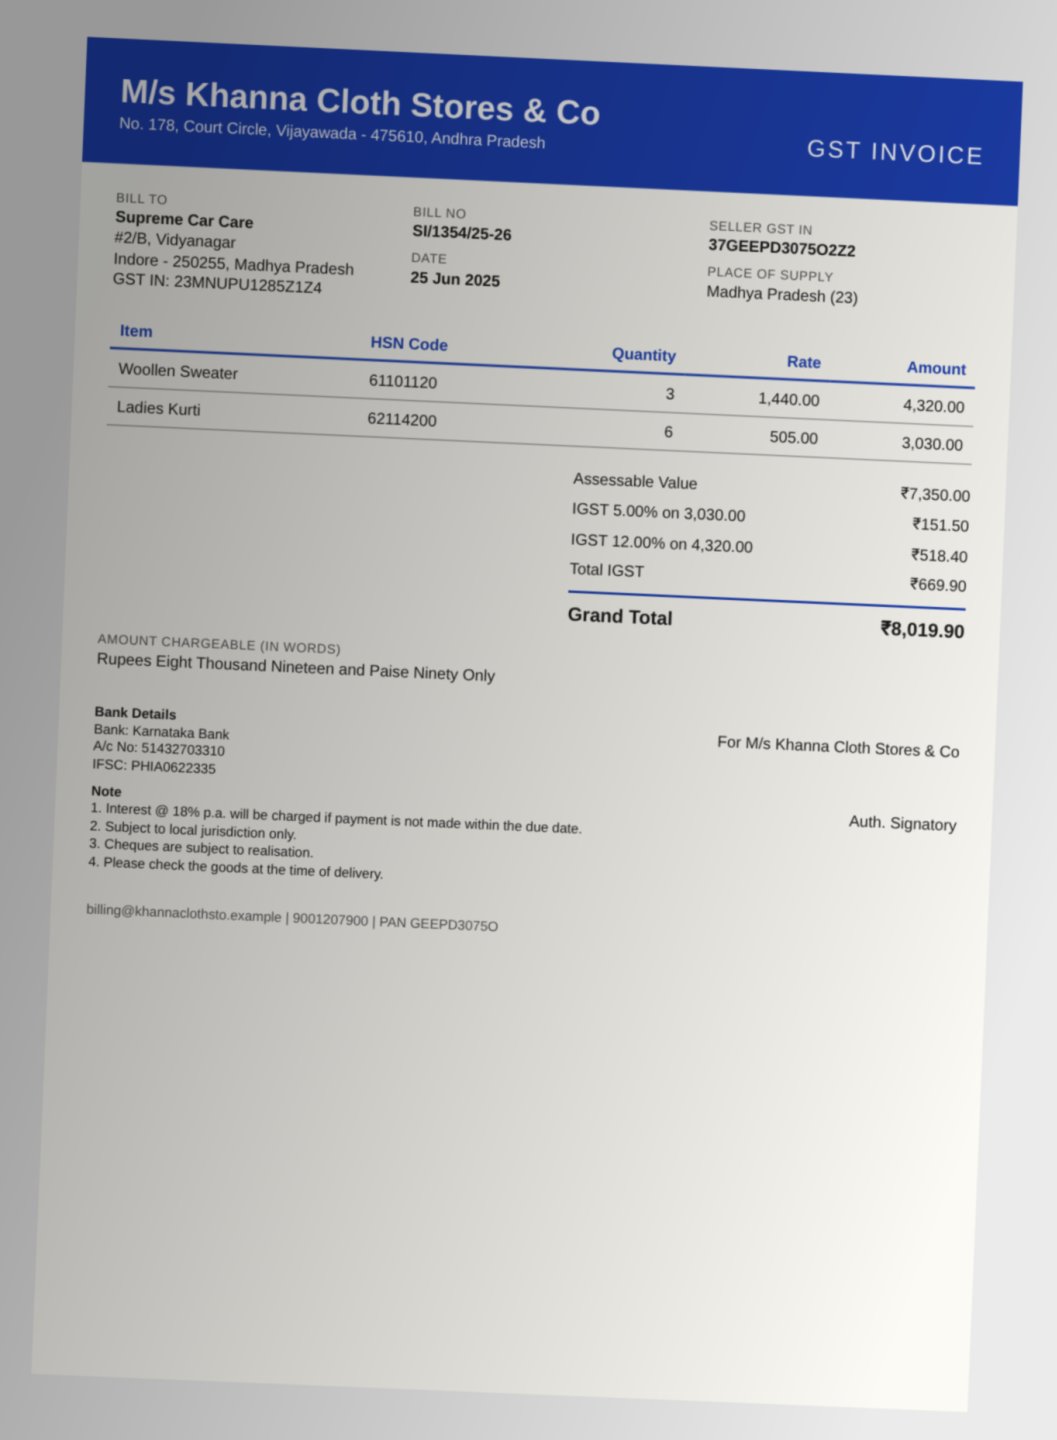 M/s Khanna Cloth Stores & Co
No. 178, Court Circle, Vijayawada - 475610, Andhra Pradesh
GST INVOICE
BILL TO
Supreme Car Care
#2/B, Vidyanagar
Indore - 250255, Madhya Pradesh
GST IN: 23MNUPU1285Z1Z4
BILL NO
SI/1354/25-26
DATE
25 Jun 2025
SELLER GST IN
37GEEPD3075O2Z2
PLACE OF SUPPLY
Madhya Pradesh (23)
Item HSN Code Quantity Rate Amount
Woollen Sweater 61101120 3 1,440.00 4,320.00
Ladies Kurti 62114200 6 505.00 3,030.00
Assessable Value ₹7,350.00
IGST 5.00% on 3,030.00 ₹151.50
IGST 12.00% on 4,320.00 ₹518.40
Total IGST ₹669.90
Grand Total ₹8,019.90
AMOUNT CHARGEABLE (IN WORDS)
Rupees Eight Thousand Nineteen and Paise Ninety Only
Bank Details
Bank: Karnataka Bank
A/c No: 51432703310
IFSC: PHIA0622335
Note
1. Interest @ 18% p.a. will be charged if payment is not made within the due date.
2. Subject to local jurisdiction only.
3. Cheques are subject to realisation.
4. Please check the goods at the time of delivery.
For M/s Khanna Cloth Stores & Co
Auth. Signatory
billing@khannaclothsto.example | 9001207900 | PAN GEEPD3075O